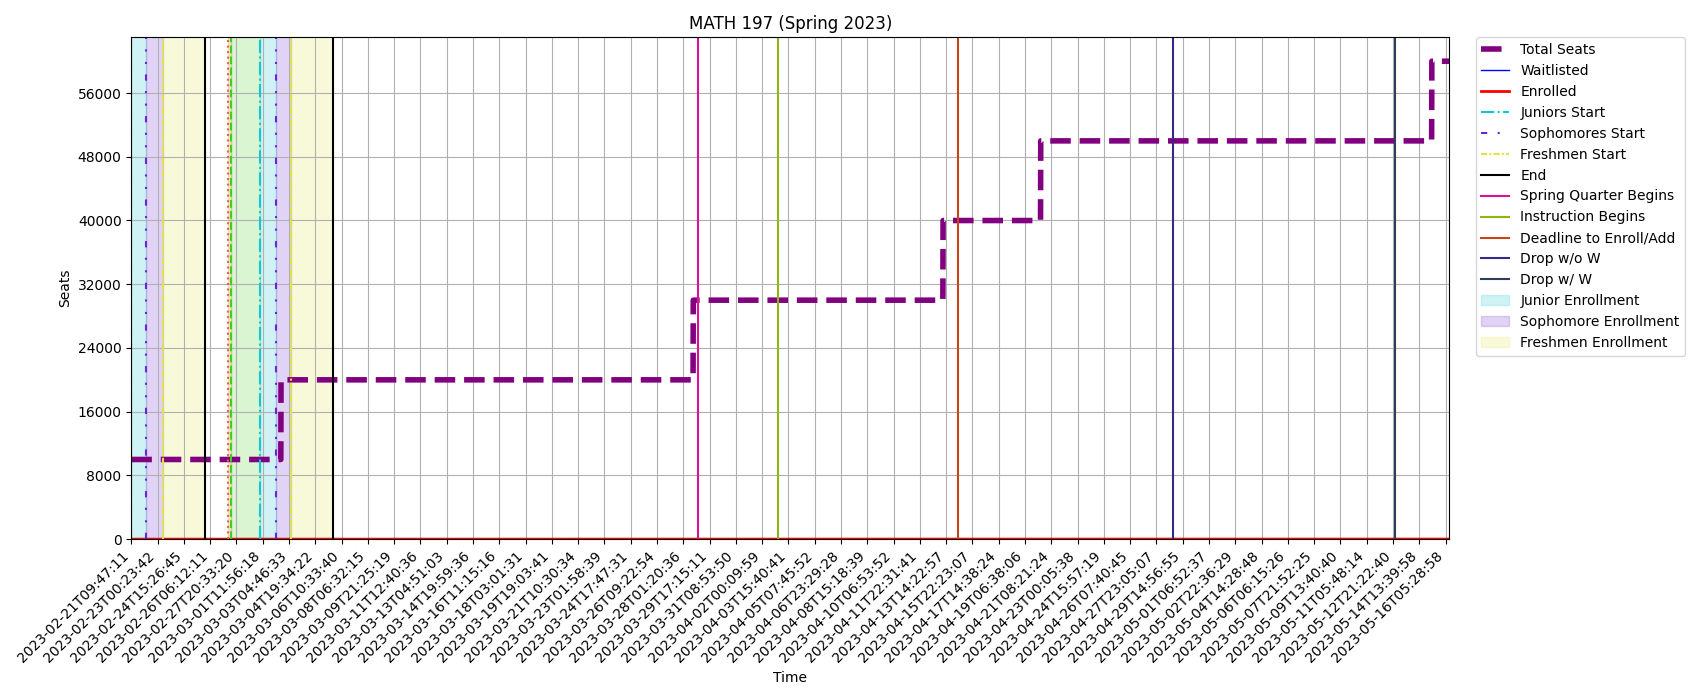 MATH 197 (Spring 2023)
Seats
56000
48000
40000
32000
24000
16000
8000
0
2023-02-21T09:47:11
2023-02-23T00:23:42
2023-02-24T15:26:45
2023-02-26T06:12:11
2023-02-27T20:33:20
2023-03-01T11:56:18
2023-03-03T04:46:33
2023-03-04T19:34:22
2023-03-06T10:33:40
2023-03-08T06:32:15
2023-03-09T21:25:19
2023-03-11T12:40:36
2023-03-13T04:51:03
2023-03-14T19:59:36
2023-03-16T11:15:16
2023-03-18T03:01:31
2023-03-19T19:03:41
2023-03-21T10:30:34
2023-03-23T01:58:39
2023-03-24T17:47:31
2023-03-26T09:22:54
2023-03-28T01:20:36
2023-03-29T17:15:11
2023-03-31T08:53:50
2023-04-02T00:09:59
2023-04-03T15:40:41
2023-04-05T07:45:52
2023-04-06T23:29:28
2023-04-08T15:18:39
2023-04-10T06:53:52
2023-04-11T22:31:41
2023-04-13T14:22:57
2023-04-15T22:23:07
2023-04-17T14:38:24
2023-04-19T06:38:06
2023-04-21T08:21:24
2023-04-23T00:05:38
2023-04-24T15:57:19
2023-04-26T07:40:45
2023-04-27T23:05:07
2023-04-29T14:56:55
2023-05-01T06:52:37
2023-05-02T22:36:29
2023-05-04T14:28:48
2023-05-06T06:15:26
2023-05-07T21:52:25
2023-05-09T13:40:40
2023-05-11T05:48:14
2023-05-12T21:22:40
2023-05-14T13:39:58
2023-05-16T05:28:58
Time
Total Seats
Waitlisted
Enrolled
Juniors Start
Sophomores Start
Freshmen Start
End
Spring Quarter Begins
Instruction Begins
Deadline to Enroll/Add
Drop w/o W
Drop w/ W
Junior Enrollment
Sophomore Enrollment
Freshmen Enrollment